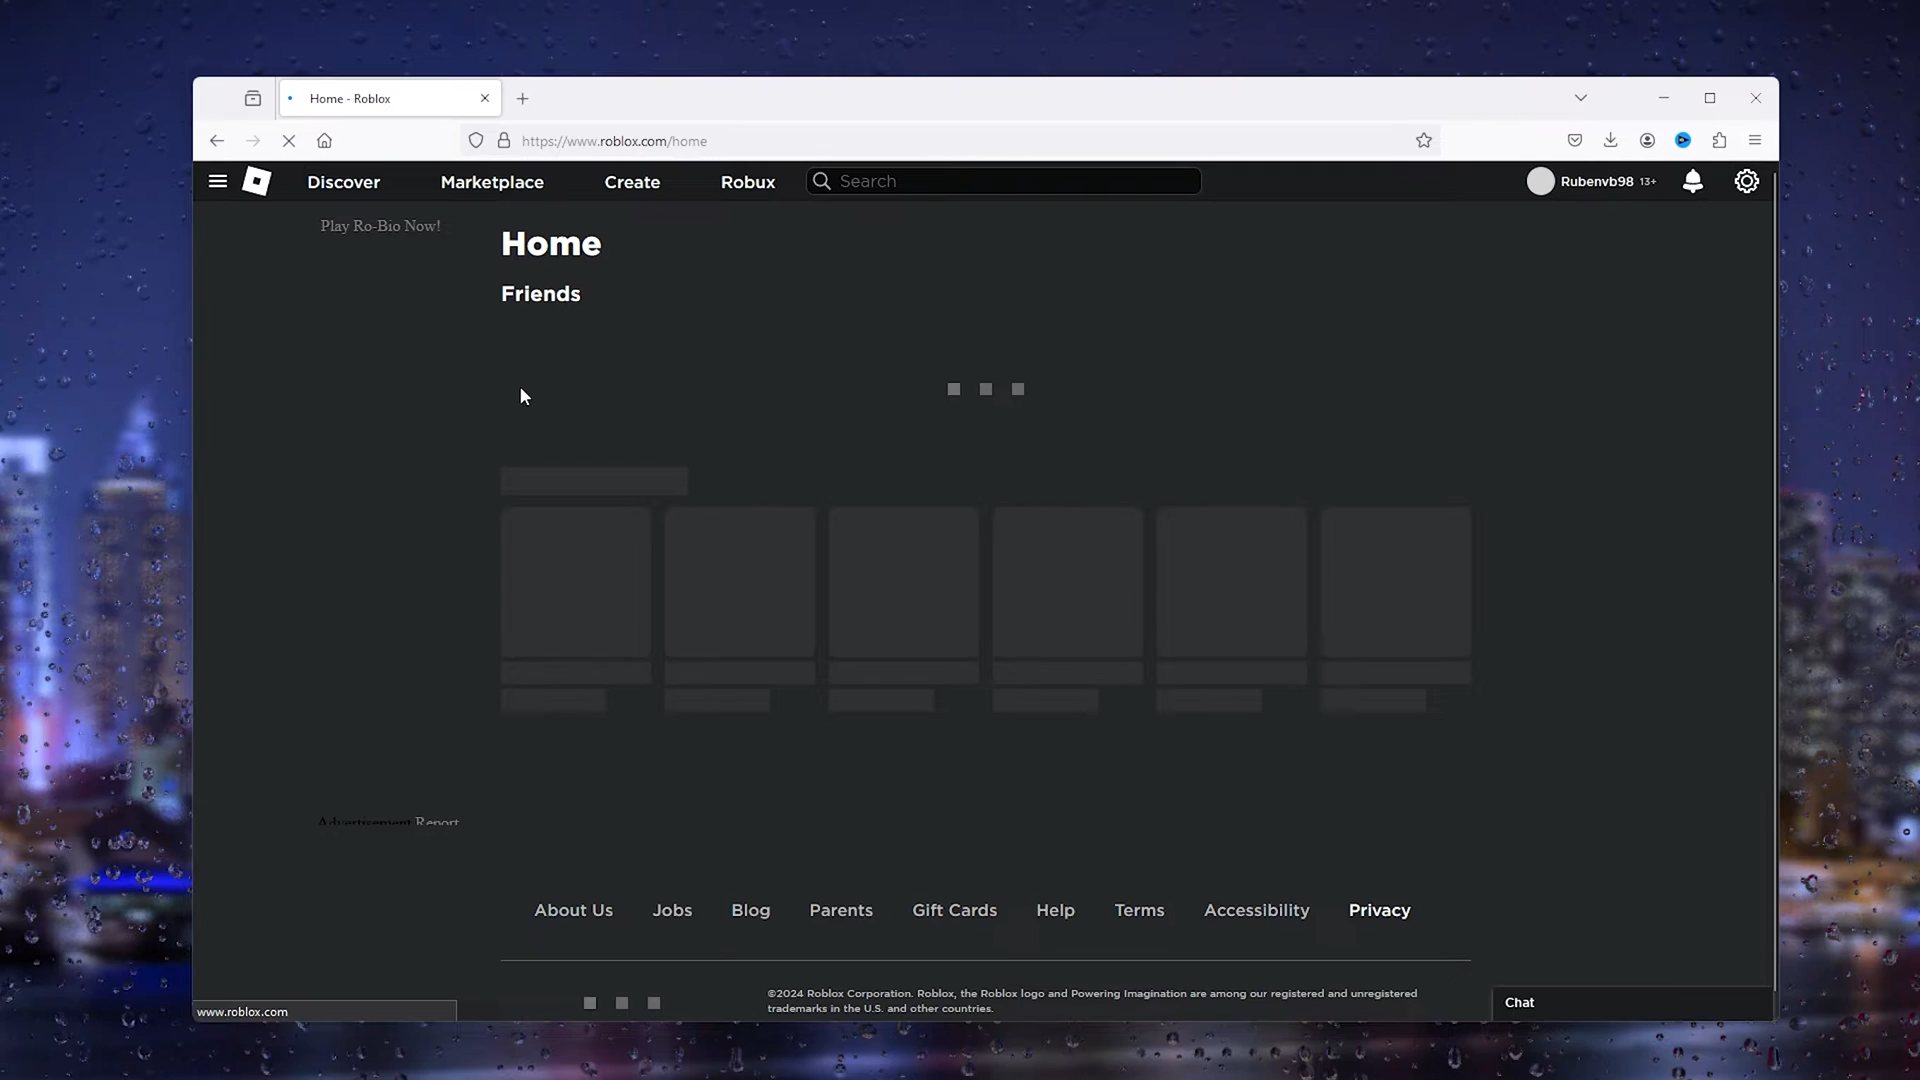 Home - Roblox
https://www.roblox.com/home
Discover Marketplace Create Robux Search Rubenvb98 13+
Play Ro-Bio Now!
Home
Friends
Advertisement Report
About Us Jobs Blog Parents Gift Cards Help Terms Accessibility Privacy
©2024 Roblox Corporation. Roblox, the Roblox logo and Powering Imagination are among our registered and unregistered
trademarks in the U.S. and other countries.
Chat
www.roblox.com